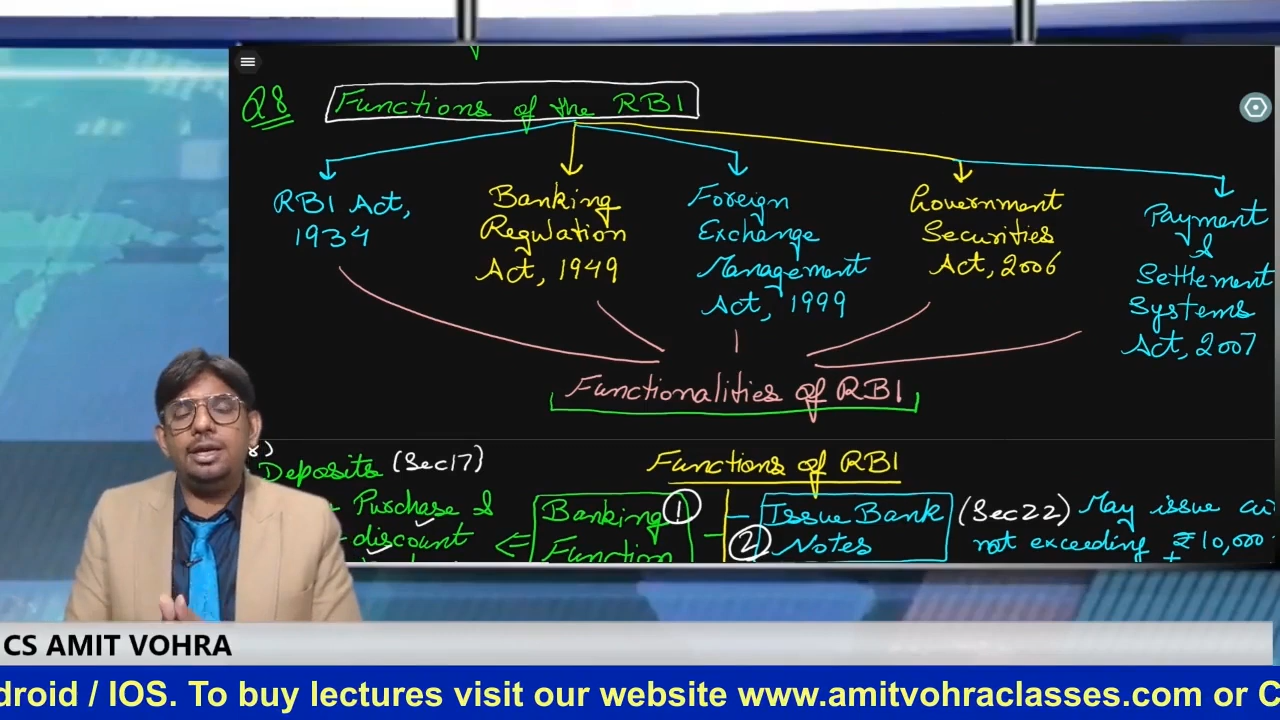 Q8 Functions of the RBI
RBI Act,
1934
Banking
Regulation
Act, 1949
Foreign
Exchange
Management
Act, 1999
Government
Securities
Act, 2006
Payment
&
Settlement
Systems
Act, 2007
Functionalities of RBI
Deposits (Sec17)
Purchase &
discount
Functions of RBI
Banking 1
Function
Issue Bank
2 Notes
(Sec22) May issue
not exceeding ₹10,000
CS AMIT VOHRA
droid / IOS. To buy lectures visit our website www.amitvohraclasses.com or C